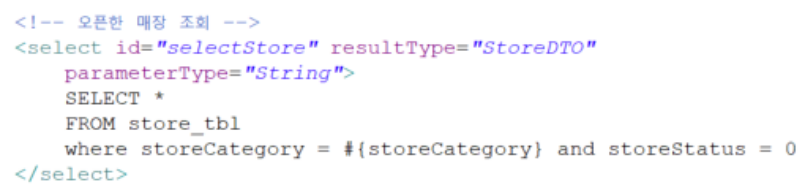 <!-- 오픈한 매장 조회 -->
<select id="selectStore" resultType="StoreDTO"
parameterType="String">
SELECT *
FROM store_tbl
where storeCategory = #{storeCategory} and storeStatus = 0
</select>